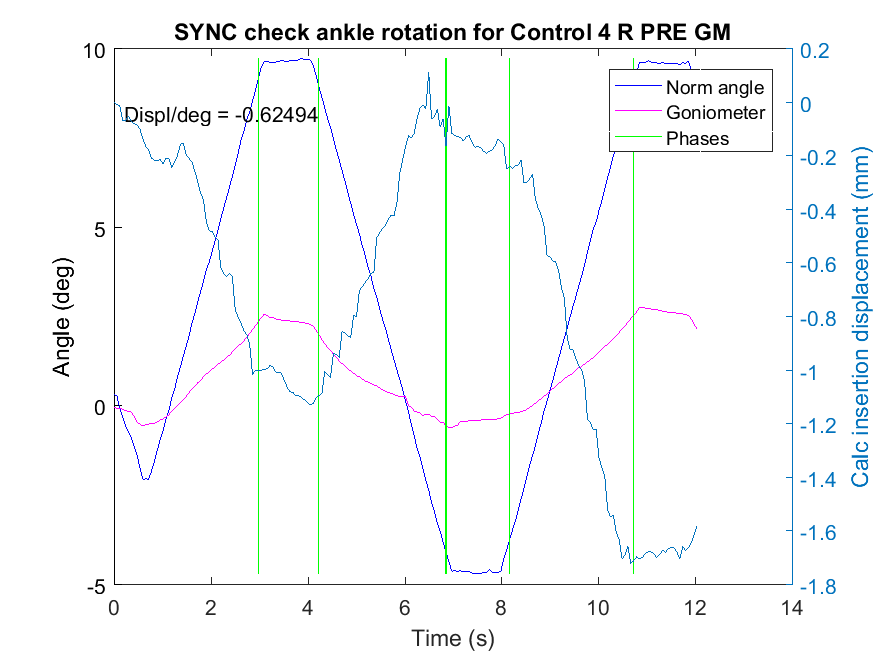 SYNC check ankle rotation for Control 4 R PRE GM
Displ/deg = -0.62494
Norm angle
Goniometer
Phases
Angle (deg)
10
5
0
-5
0
2
4
6
8
10
12
14
Time (s)
0.2
0
-0.2
-0.4
-0.6
-0.8
-1
-1.2
-1.4
-1.6
-1.8
Calc insertion displacement (mm)